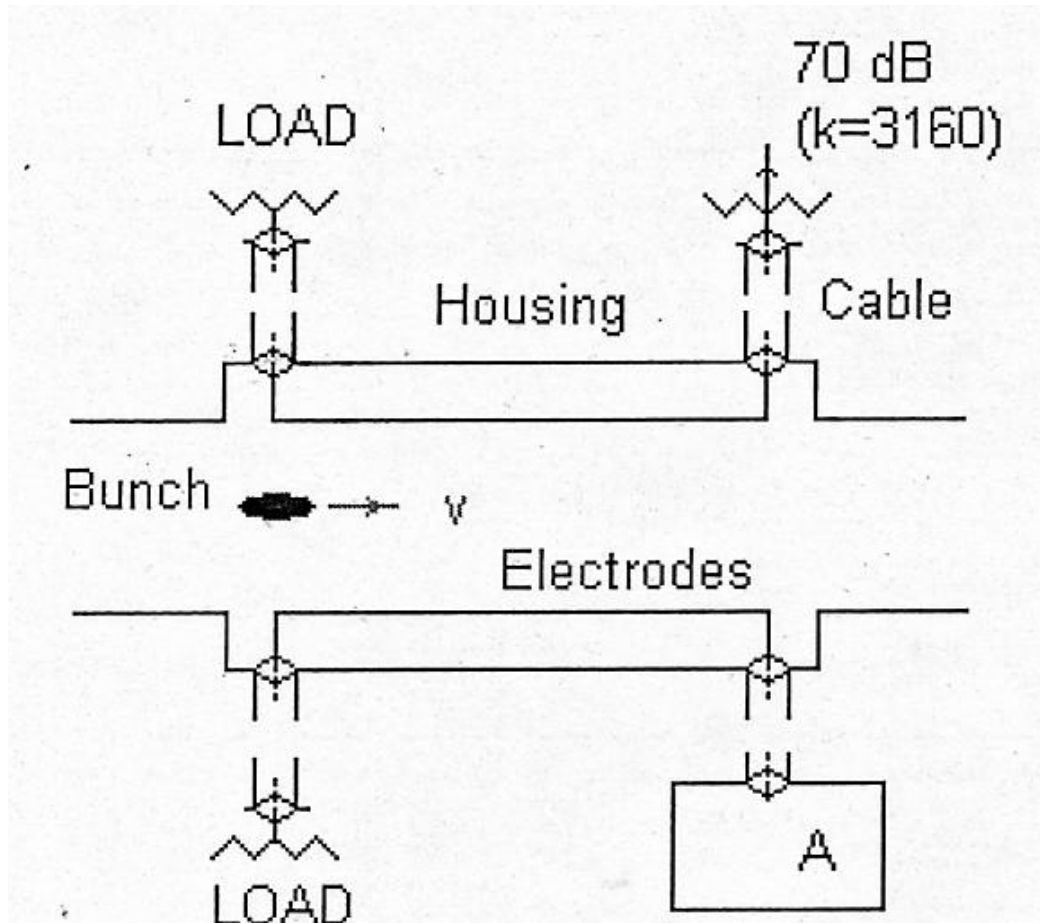 70 dB
(k=3160)
LOAD
Housing
Cable
Bunch
v
Electrodes
A
LOAD